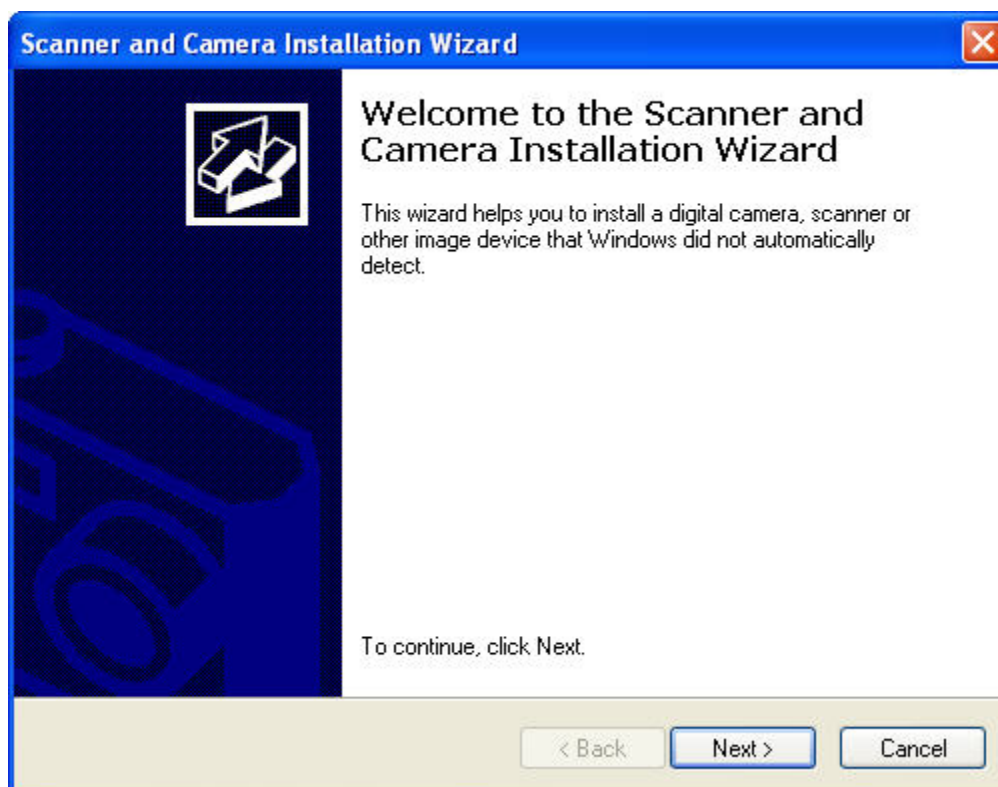 Scanner and Camera Installation Wizard
Welcome to the Scanner and
Camera Installation Wizard
This wizard helps you to install a digital camera, scanner or
other image device that Windows did not automatically
detect.
To continue, click Next.
< Back
Next >
Cancel